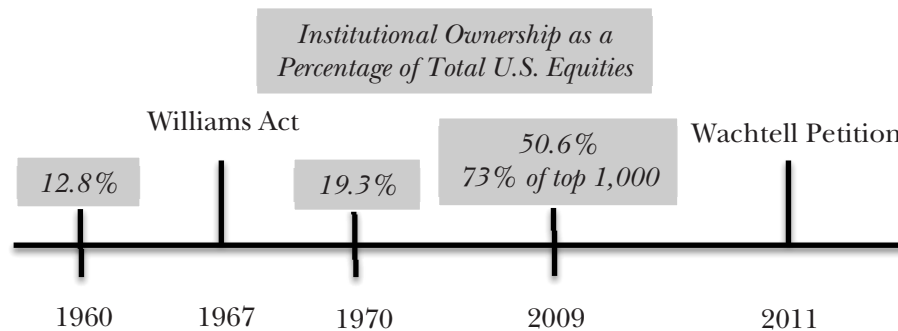 Institutional Ownership as a
Percentage of Total U.S. Equities
Williams Act
Wachtell Petition
50.6%
73% of top 1,000
12.8%
19.3%
1960
1967
1970
2009
2011